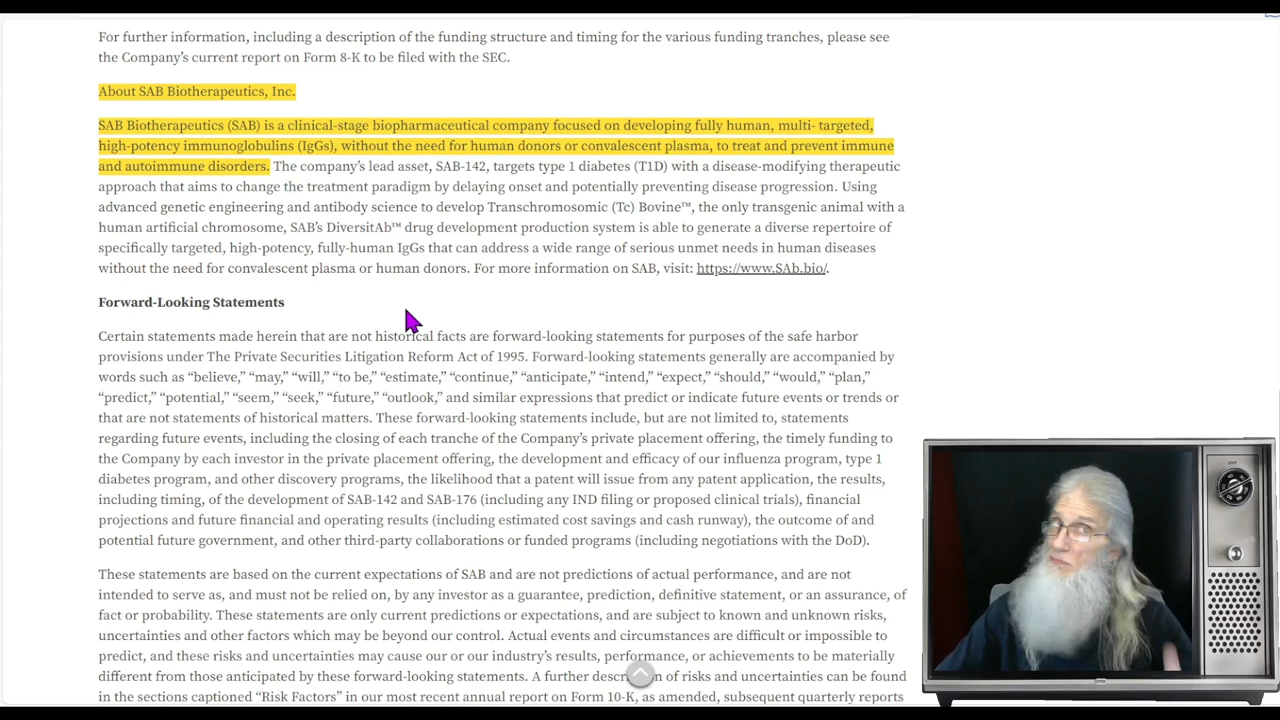 For further information, including a description of the funding structure and timing for the various funding tranches, please see
the Company’s current report on Form 8-K to be filed with the SEC.
About SAB Biotherapeutics, Inc.
SAB Biotherapeutics (SAB) is a clinical-stage biopharmaceutical company focused on developing fully human, multi- targeted,
high-potency immunoglobulins (IgGs), without the need for human donors or convalescent plasma, to treat and prevent immune
and autoimmune disorders. The company’s lead asset, SAB-142, targets type 1 diabetes (T1D) with a disease-modifying therapeutic
approach that aims to change the treatment paradigm by delaying onset and potentially preventing disease progression. Using
advanced genetic engineering and antibody science to develop Transchromosomic (Tc) Bovine™, the only transgenic animal with a
human artificial chromosome, SAB’s DiversitAb™ drug development production system is able to generate a diverse repertoire of
specifically targeted, high-potency, fully-human IgGs that can address a wide range of serious unmet needs in human diseases
without the need for convalescent plasma or human donors. For more information on SAB, visit: https://www.SAb.bio/.
Forward-Looking Statements
Certain statements made herein that are not historical facts are forward-looking statements for purposes of the safe harbor
provisions under The Private Securities Litigation Reform Act of 1995. Forward-looking statements generally are accompanied by
words such as “believe,” “may,” “will,” “to be,” “estimate,” “continue,” “anticipate,” “intend,” “expect,” “should,” “would,” “plan,”
“predict,” “potential,” “seem,” “seek,” “future,” “outlook,” and similar expressions that predict or indicate future events or trends or
that are not statements of historical matters. These forward-looking statements include, but are not limited to, statements
regarding future events, including the closing of each tranche of the Company’s private placement offering, the timely funding to
the Company by each investor in the private placement offering, the development and efficacy of our influenza program, type 1
diabetes program, and other discovery programs, the likelihood that a patent will issue from any patent application, the results,
including timing, of the development of SAB-142 and SAB-176 (including any IND filing or proposed clinical trials), financial
projections and future financial and operating results (including estimated cost savings and cash runway), the outcome of and
potential future government, and other third-party collaborations or funded programs (including negotiations with the DoD).
These statements are based on the current expectations of SAB and are not predictions of actual performance, and are not
intended to serve as, and must not be relied on, by any investor as a guarantee, prediction, definitive statement, or an assurance, of
fact or probability. These statements are only current predictions or expectations, and are subject to known and unknown risks,
uncertainties and other factors which may be beyond our control. Actual events and circumstances are difficult or impossible to
predict, and these risks and uncertainties may cause our or our industry’s results, performance, or achievements to be materially
different from those anticipated by these forward-looking statements. A further description of risks and uncertainties can be found
in the sections captioned “Risk Factors” in our most recent annual report on Form 10-K, as amended, subsequent quarterly reports